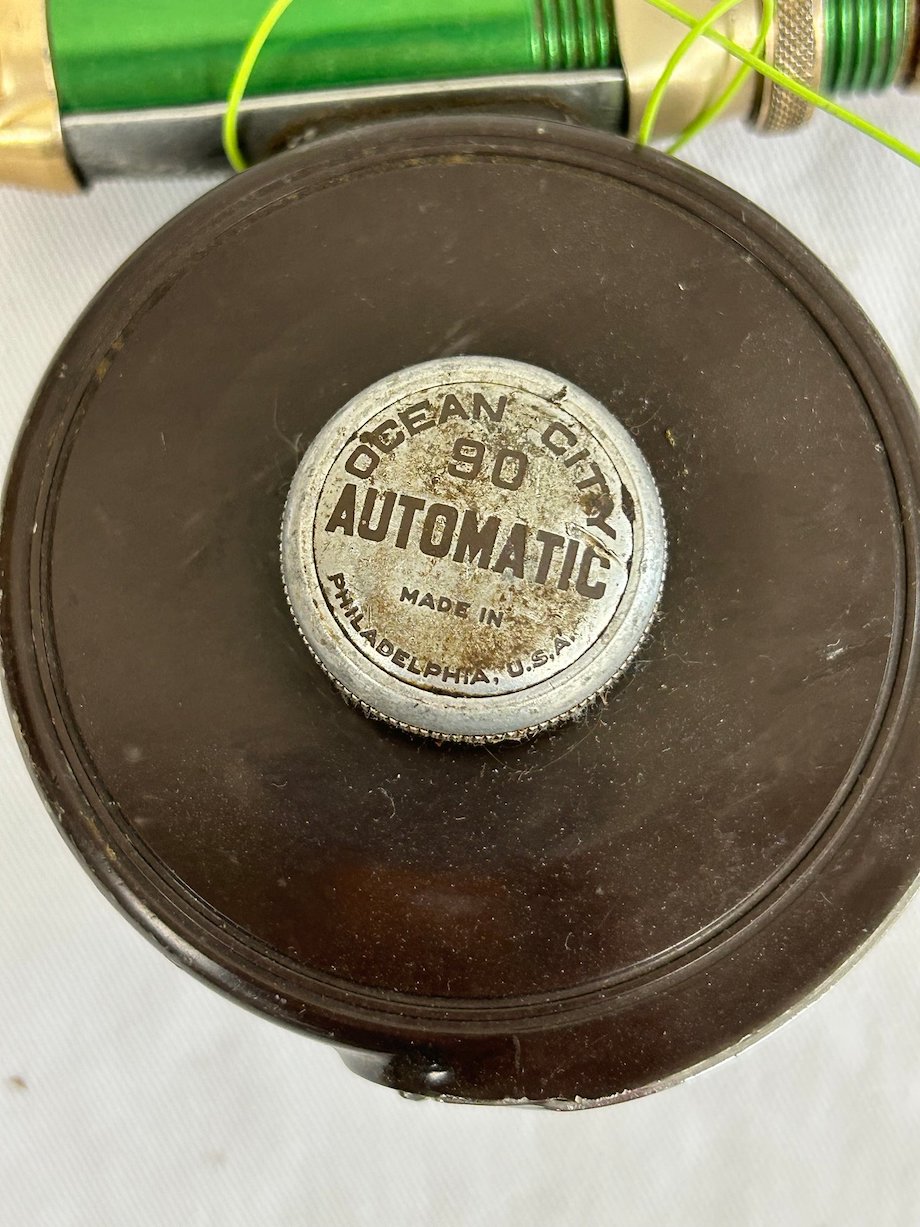 OCEAN CITY
90
AUTOMATIC
MADE IN
PHILADELPHIA, U.S.A.